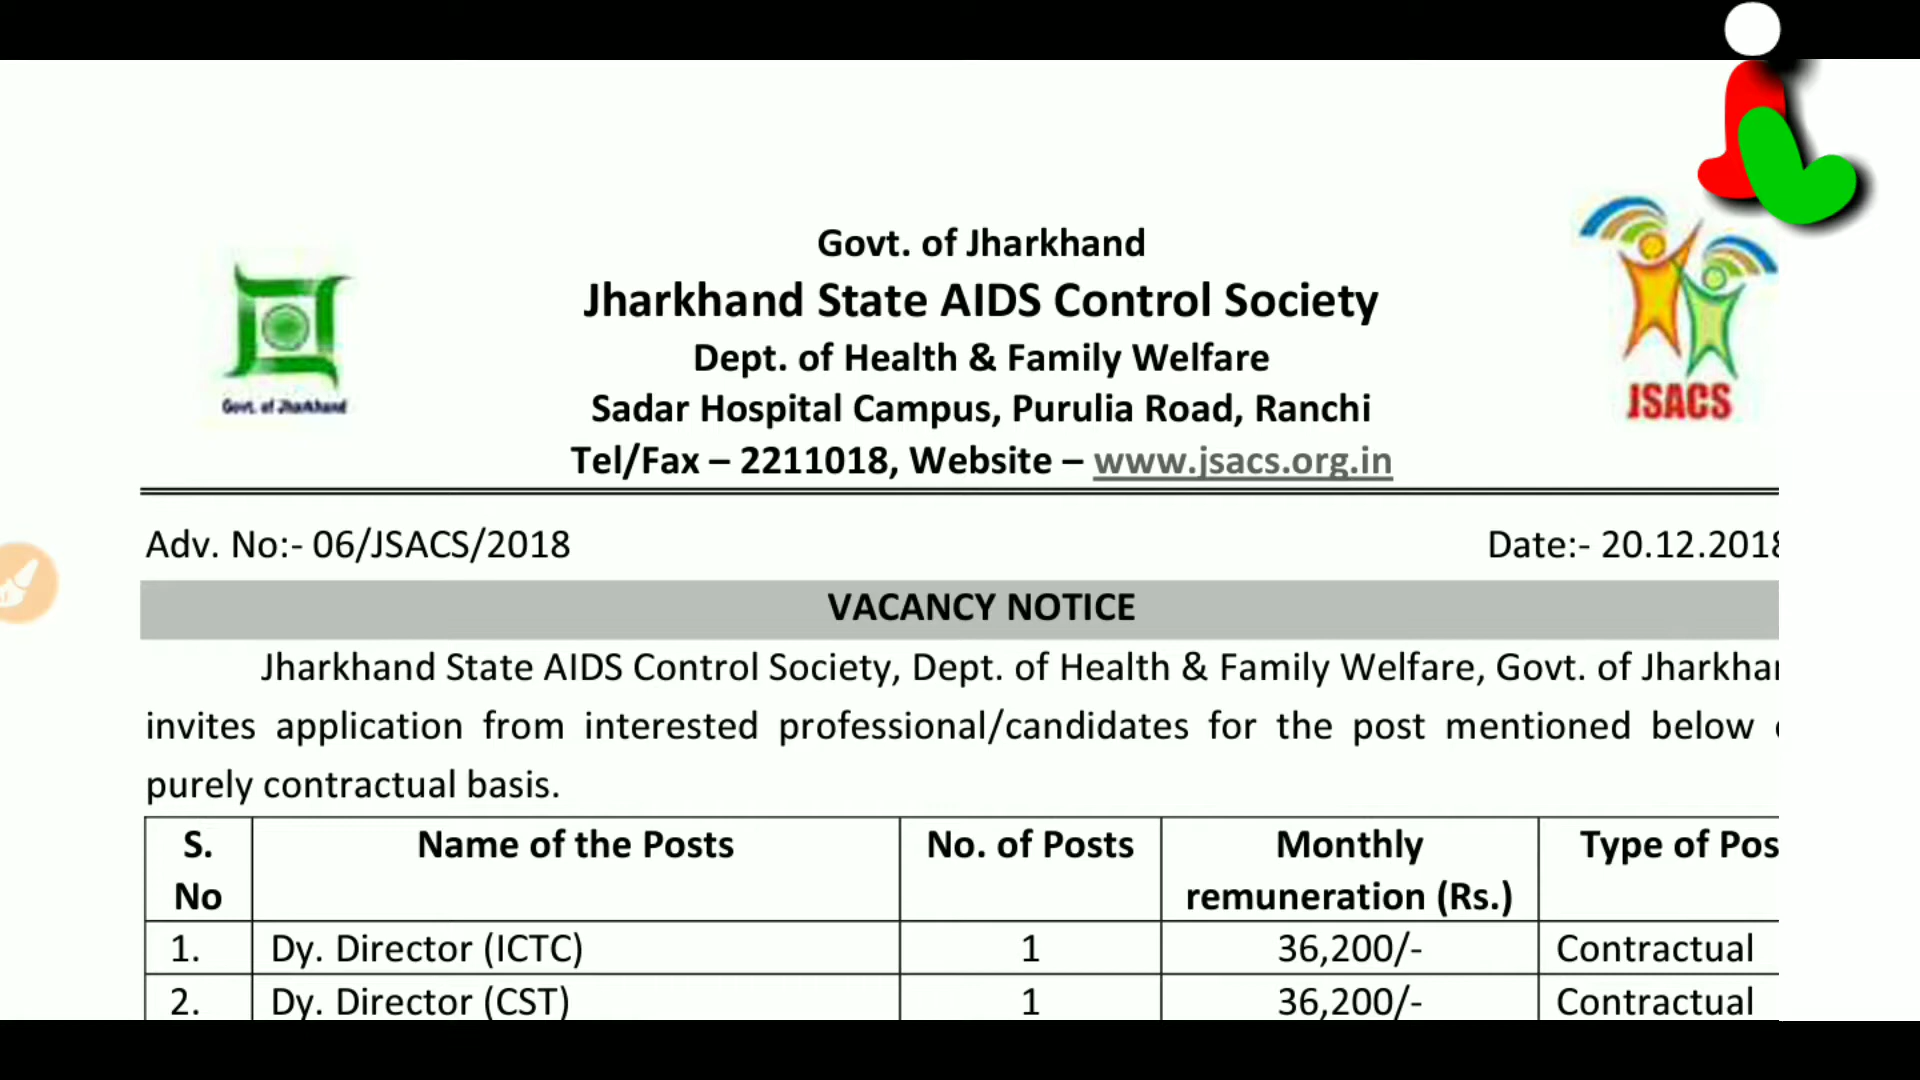 Govt. of Jharkhand
Jharkhand State AIDS Control Society
Dept. of Health & Family Welfare
Sadar Hospital Campus, Purulia Road, Ranchi
Tel/Fax – 2211018, Website – www.jsacs.org.in
Govt. of Jharkhand
JSACS
Adv. No:- 06/JSACS/2018 Date:- 20.12.2018
VACANCY NOTICE
Jharkhand State AIDS Control Society, Dept. of Health & Family Welfare, Govt. of Jharkhan
invites application from interested professional/candidates for the post mentioned below
purely contractual basis.
S. No Name of the Posts No. of Posts Monthly remuneration (Rs.) Type of Pos
1. Dy. Director (ICTC) 1 36,200/- Contractual
2. Dy. Director (CST) 1 36,200/- Contractual